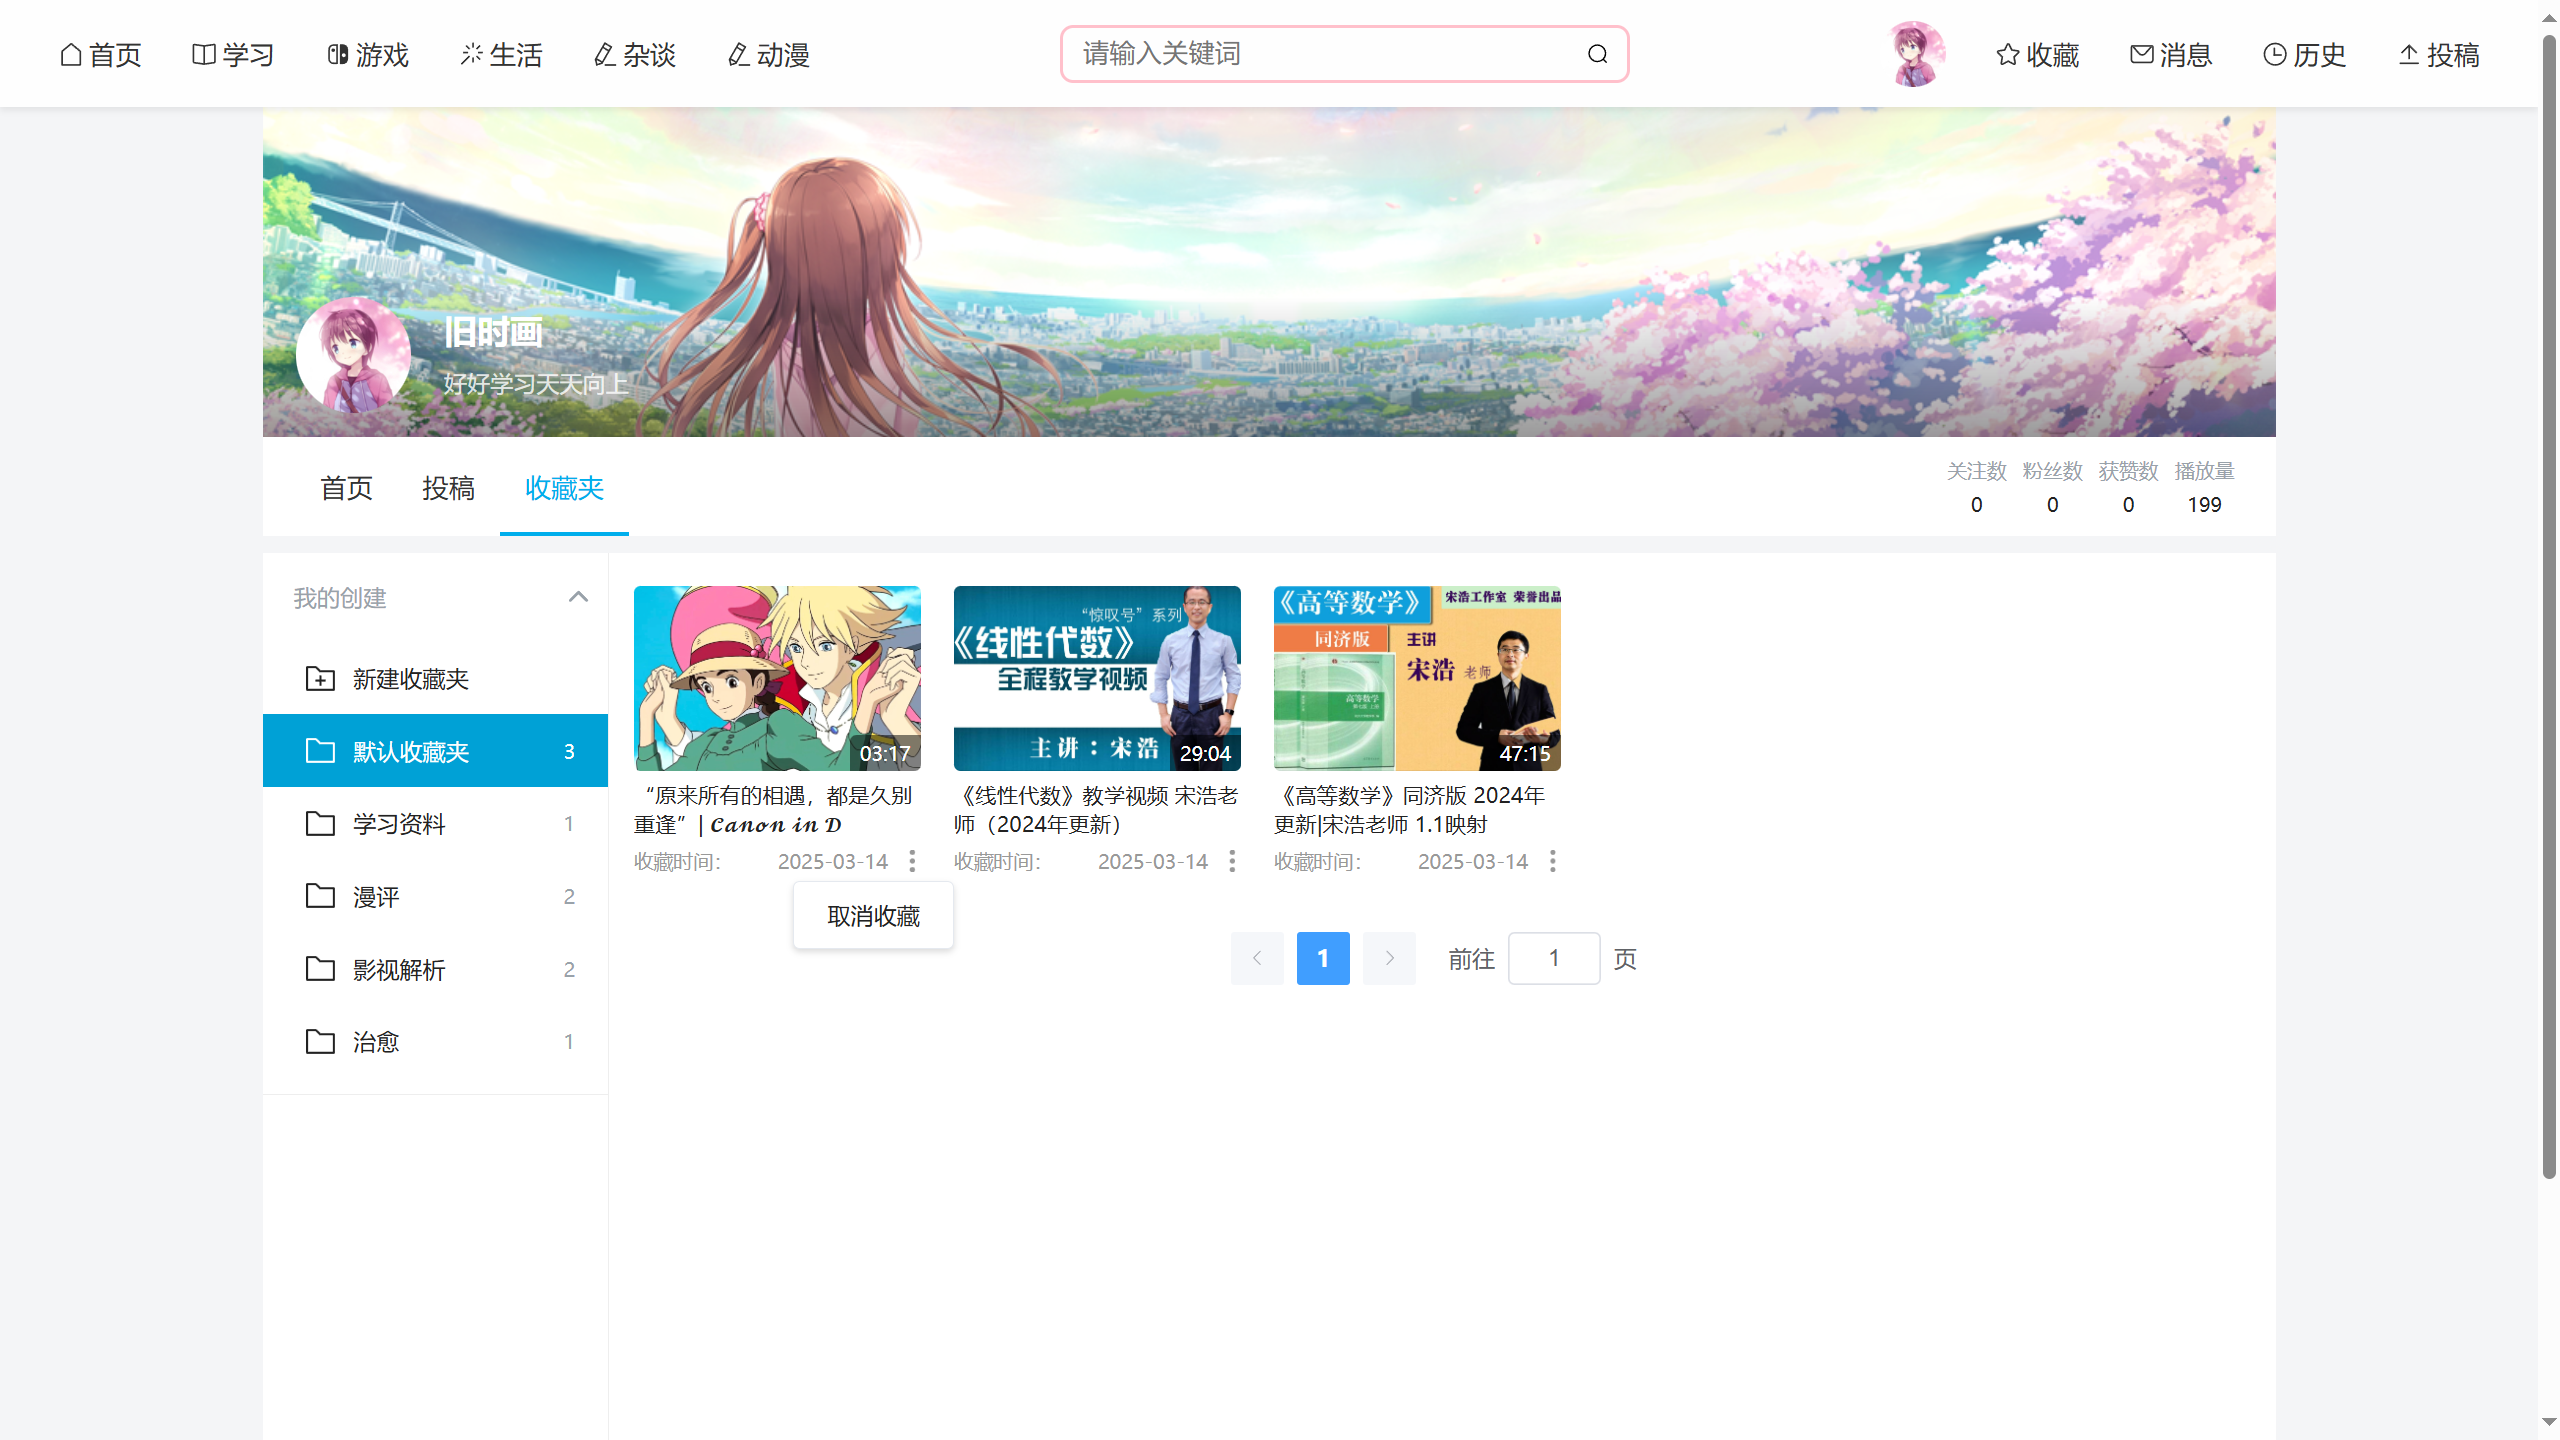 首页 学习 游戏 生活 杂谈 动漫 请输入关键词 收藏 消息 历史 投稿
旧时画
好好学习天天向上
首页 投稿 收藏夹
关注数 粉丝数 获赞数 播放量
0 0 0 199
我的创建
新建收藏夹
默认收藏夹 3
学习资料 1
漫评 2
影视解析 2
治愈 1
03:17
“原来所有的相遇，都是久别
重逢” | Canon in D
收藏时间： 2025-03-14
取消收藏
“惊叹号”系列
《线性代数》
全程教学视频
主讲：宋浩
29:04
《线性代数》教学视频 宋浩老
师（2024年更新）
收藏时间： 2025-03-14
《高等数学》
宋浩工作室 荣誉出品
同济版
主讲
宋浩 老师
高等数学
47:15
《高等数学》同济版 2024年
更新|宋浩老师 1.1映射
收藏时间： 2025-03-14
1 前往 1 页